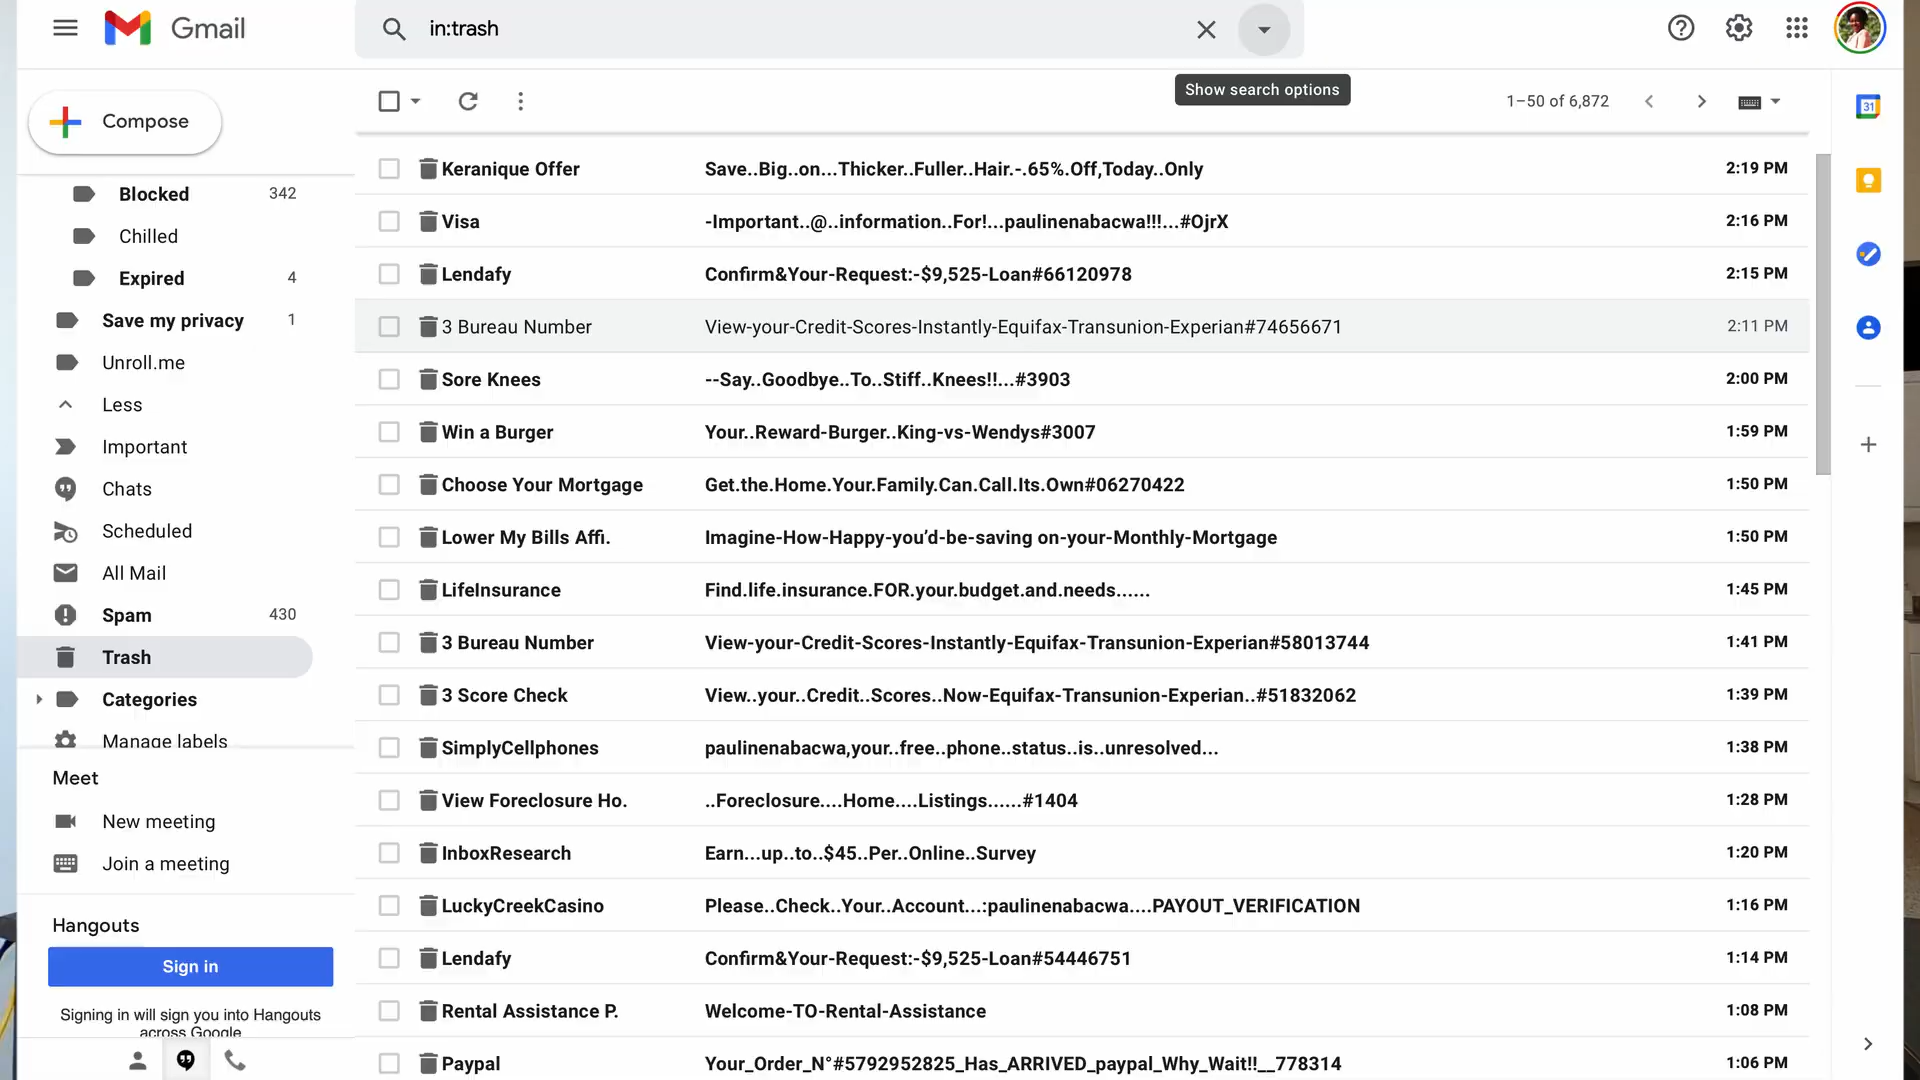 Gmail
in:trash
Show search options
1–50 of 6,872
Compose
Blocked 342
Chilled
Expired 4
Save my privacy 1
Unroll.me
Less
Important
Chats
Scheduled
All Mail
Spam 430
Trash
Categories
Manage labels
Meet
New meeting
Join a meeting
Hangouts
Sign in
Signing in will sign you into Hangouts
across Google
Keranique Offer Save..Big..on...Thicker..Fuller..Hair.-.65%.Off,Today..Only 2:19 PM
Visa -Important..@..information..For!...paulinenabacwa!!!...#OjrX 2:16 PM
Lendafy Confirm&Your-Request:-$9,525-Loan#66120978 2:15 PM
3 Bureau Number View-your-Credit-Scores-Instantly-Equifax-Transunion-Experian#74656671 2:11 PM
Sore Knees --Say..Goodbye..To..Stiff..Knees!!...#3903 2:00 PM
Win a Burger Your..Reward-Burger..King-vs-Wendys#3007 1:59 PM
Choose Your Mortgage Get.the.Home.Your.Family.Can.Call.Its.Own#06270422 1:50 PM
Lower My Bills Affi. Imagine-How-Happy-you’d-be-saving on-your-Monthly-Mortgage 1:50 PM
LifeInsurance Find.life.insurance.FOR.your.budget.and.needs...... 1:45 PM
3 Bureau Number View-your-Credit-Scores-Instantly-Equifax-Transunion-Experian#58013744 1:41 PM
3 Score Check View..your..Credit..Scores..Now-Equifax-Transunion-Experian..#51832062 1:39 PM
SimplyCellphones paulinenabacwa,your..free..phone..status..is..unresolved... 1:38 PM
View Foreclosure Ho. ..Foreclosure....Home....Listings......#1404 1:28 PM
InboxResearch Earn...up..to..$45..Per..Online..Survey 1:20 PM
LuckyCreekCasino Please..Check..Your..Account...:paulinenabacwa....PAYOUT_VERIFICATION 1:16 PM
Lendafy Confirm&Your-Request:-$9,525-Loan#54446751 1:14 PM
Rental Assistance P. Welcome-TO-Rental-Assistance 1:08 PM
Paypal Your_Order_N°#5792952825_Has_ARRIVED_paypal_Why_Wait!!__778314 1:06 PM
31